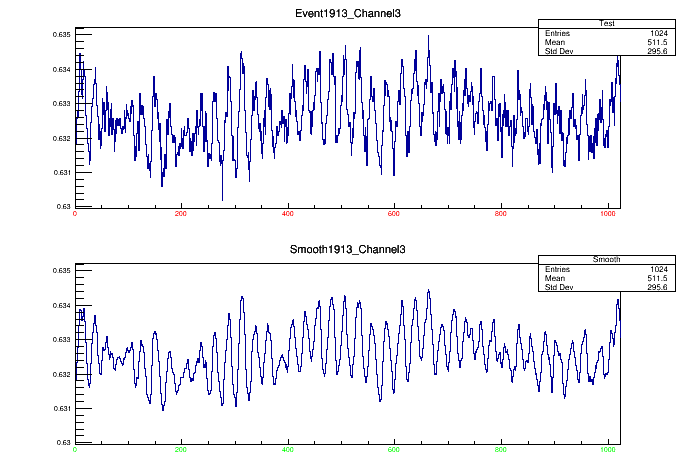 Event1913_Channel3
Test
Entries 1024
Mean 511.5
Std Dev 295.6
0.635
0.634
0.633
0.632
0.631
0.63
0 200 400 600 800 1000
Smooth1913_Channel3
Smooth
Entries 1024
Mean 511.5
Std Dev 295.6
0.635
0.634
0.633
0.632
0.631
0.63
0 200 400 600 800 1000